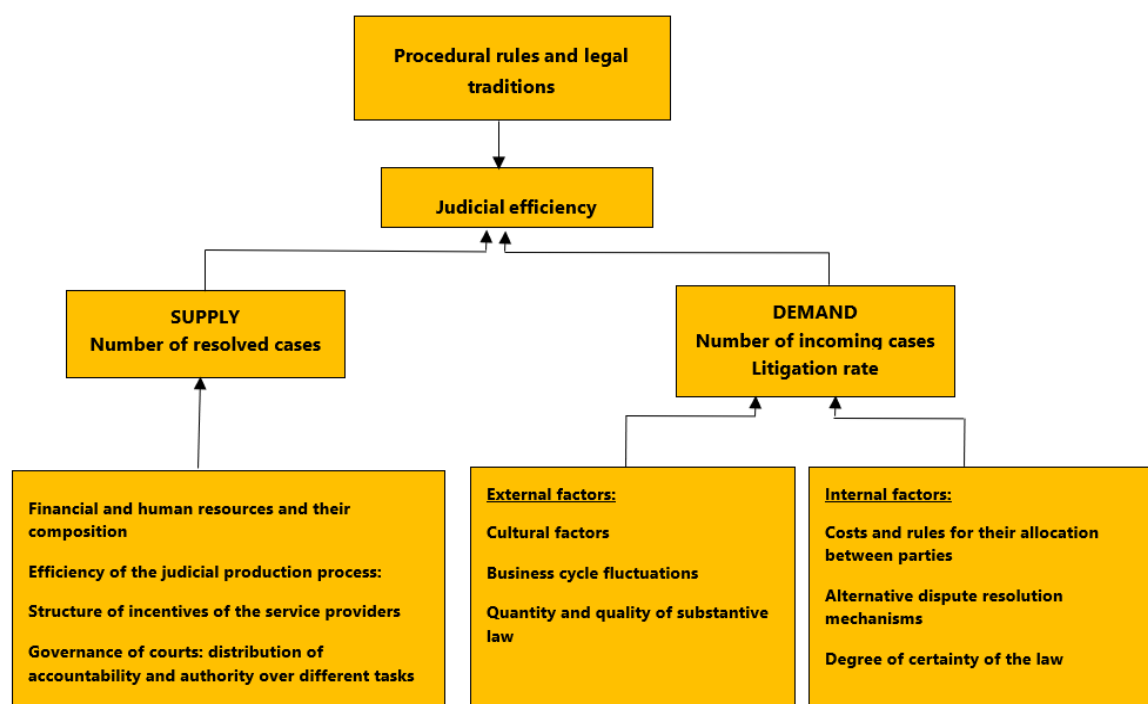 Procedural rules and legal
traditions
Judicial efficiency
SUPPLY
Number of resolved cases
DEMAND
Number of incoming cases
Litigation rate
Financial and human resources and their
composition
Efficiency of the judicial production process:
Structure of incentives of the service providers
Governance of courts: distribution of
accountability and authority over different tasks
External factors:
Cultural factors
Business cycle fluctuations
Quantity and quality of substantive
law
Internal factors:
Costs and rules for their allocation
between parties
Alternative dispute resolution
mechanisms
Degree of certainty of the law